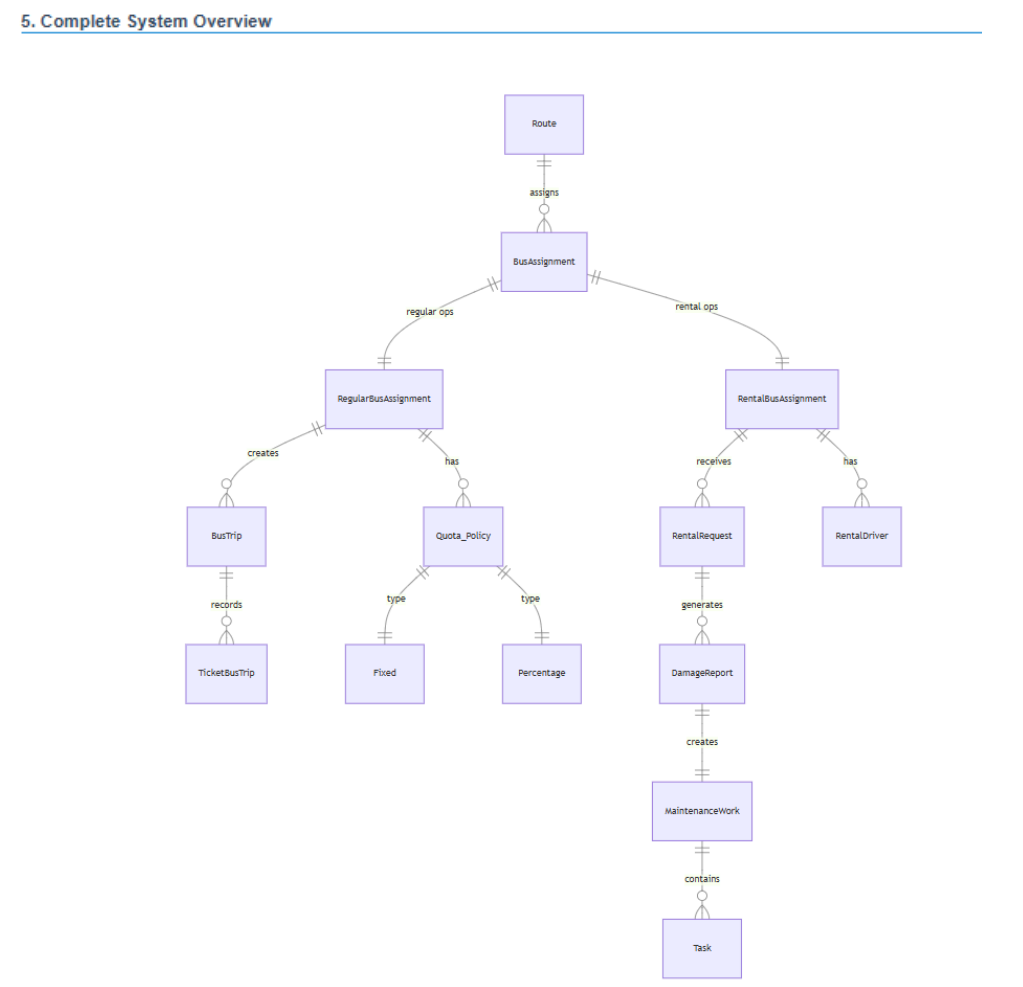 5. Complete System Overview
Route
assigns
BusAssignment
regular ops
rental ops
RegularBusAssignment
RentalBusAssignment
creates
has
receives
has
BusTrip
Quota_Policy
RentalRequest
RentalDriver
records
type
type
generates
TicketBusTrip
Fixed
Percentage
DamageReport
creates
MaintenanceWork
contains
Task